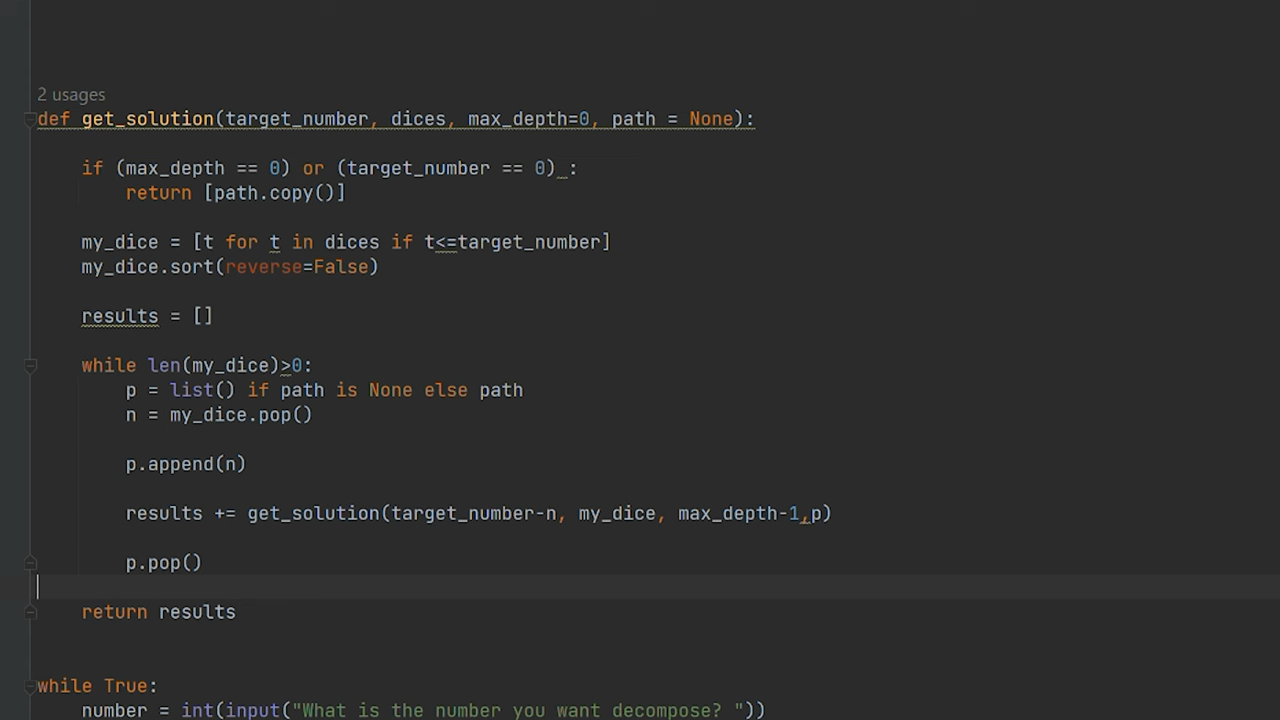 2 usages
def get_solution(target_number, dices, max_depth=0, path = None):
if (max_depth == 0) or (target_number == 0) :
return [path.copy()]
my_dice = [t for t in dices if t<=target_number]
my_dice.sort(reverse=False)
results = []
while len(my_dice)>0:
p = list() if path is None else path
n = my_dice.pop()
p.append(n)
results += get_solution(target_number-n, my_dice, max_depth-1,p)
p.pop()
return results
while True:
number = int(input("What is the number you want decompose? "))